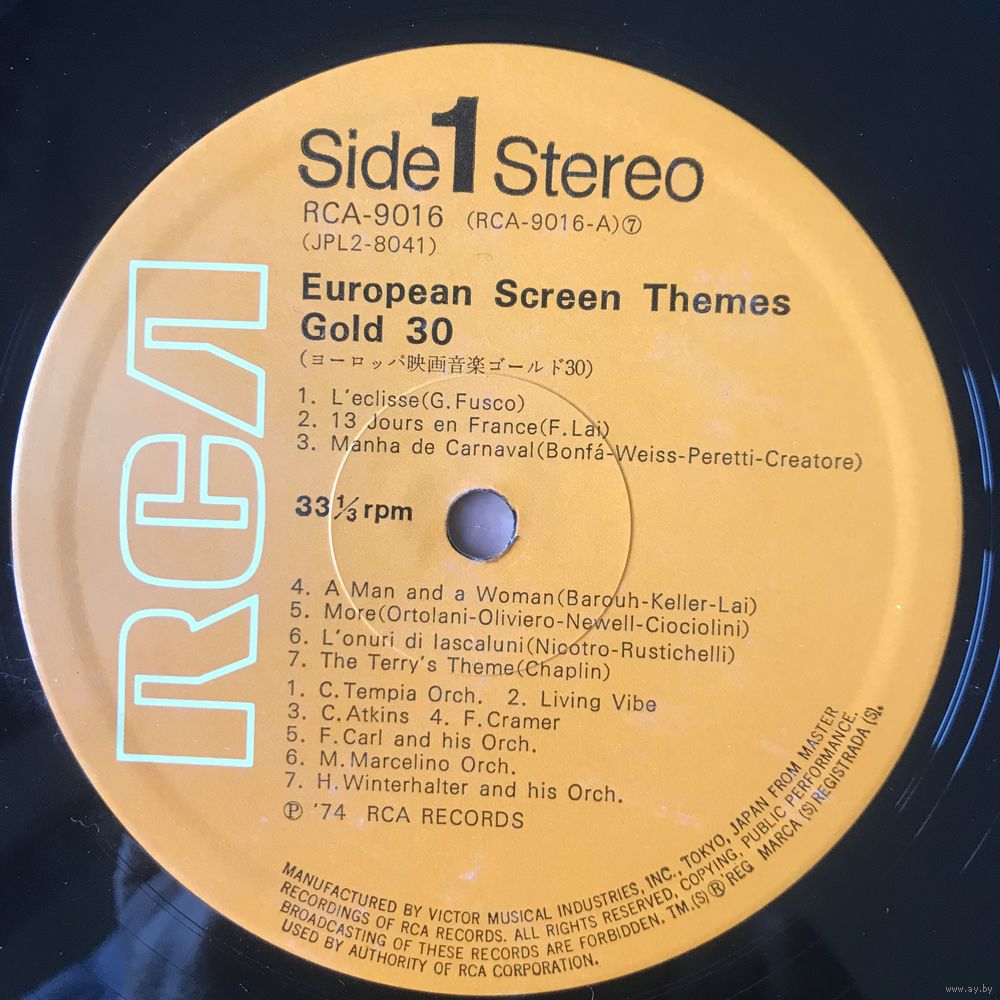 Side 1 Stereo
RCA-9016 (RCA-9016-A)⑦
(JPL2-8041)
European Screen Themes
Gold 30
(ヨーロッパ映画音楽ゴールド30)
1. L'eclisse(G.Fusco)
2. 13 Jours en France(F.Lai)
3. Manha de Carnaval(Bonfá-Weiss-Peretti-Creatore)
33⅓rpm
4. A Man and a Woman(Barouh-Keller-Lai)
5. More(Ortolani-Oliviero-Newell-Ciociolini)
6. L'onuri di lascaluni(Nicotro-Rustichelli)
7. The Terry's Theme(Chaplin)
1. C.Tempia Orch. 2. Living Vibe
3. C.Atkins 4. F.Cramer
5. F.Carl and his Orch.
6. M.Marcelino Orch.
7. H.Winterhalter and his Orch.
℗ '74 RCA RECORDS
RCA
MANUFACTURED BY VICTOR MUSICAL INDUSTRIES, INC., TOKYO, JAPAN FROM MASTER
RECORDINGS OF RCA RECORDS. ALL RIGHTS RESERVED, COPYING, PUBLIC PERFORMANCE,
BROADCASTING OF THESE RECORDS ARE FORBIDDEN. TM.(S)® REG MARCA (S) REGISTRADA (S).
USED BY AUTHORITY OF RCA CORPORATION.
www.ay.by